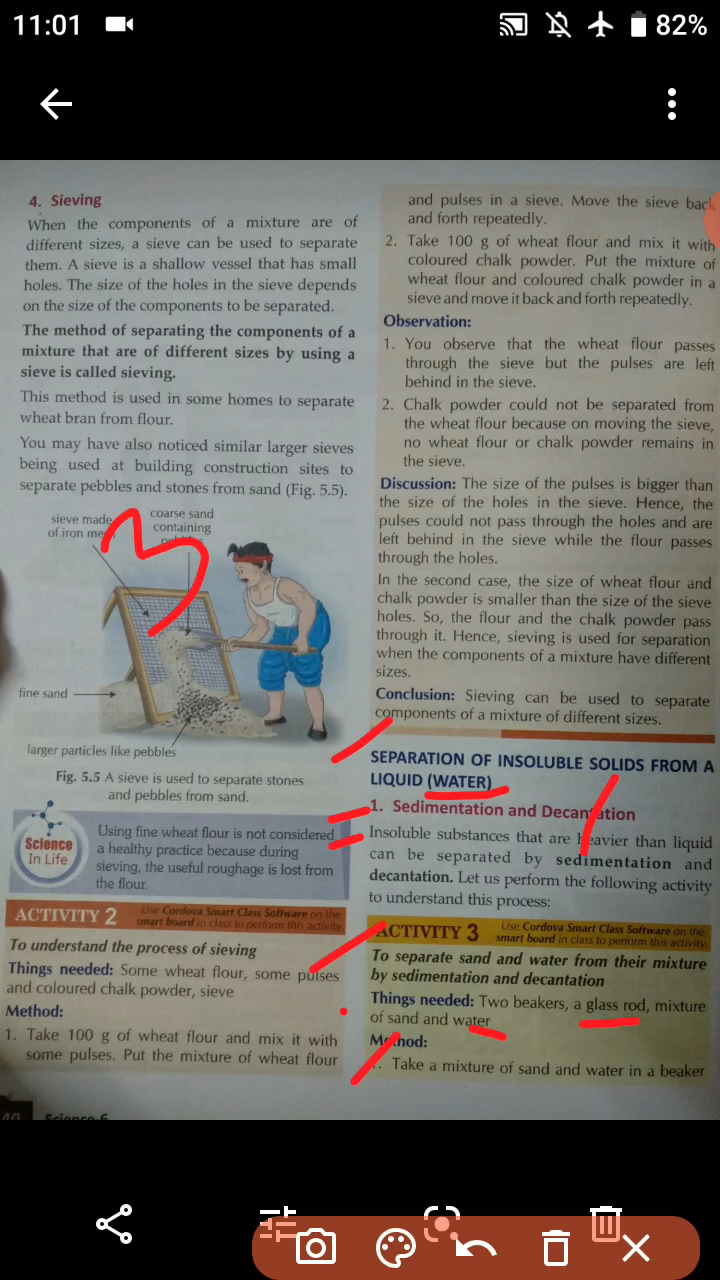 11:01
82%
4. Sieving
When the components of a mixture are of
different sizes, a sieve can be used to separate
them. A sieve is a shallow vessel that has small
holes. The size of the holes in the sieve depends
on the size of the components to be separated.
The method of separating the components of a
mixture that are of different sizes by using a
sieve is called sieving.
This method is used in some homes to separate
wheat bran from flour.
You may have also noticed similar larger sieves
being used at building construction sites to
separate pebbles and stones from sand (Fig. 5.5).
sieve made
of iron
coarse sand
containing
fine sand
larger particles like pebbles
Fig. 5.5 A sieve is used to separate stones
and pebbles from sand.
Science
In Life
Using fine wheat flour is not considered
a healthy practice because during
sieving, the useful roughage is lost from
the flour.
ACTIVITY 2
Use Cordova Smart Class Software on the
smart board in class to perform this activity.
To understand the process of sieving
Things needed: Some wheat flour, some pulses
and coloured chalk powder, sieve
Method:
1. Take 100 g of wheat flour and mix it with
some pulses. Put the mixture of wheat flour
40 Science-6
and pulses in a sieve. Move the sieve back
and forth repeatedly.
2. Take 100 g of wheat flour and mix it with
coloured chalk powder. Put the mixture of
wheat flour and coloured chalk powder in a
sieve and move it back and forth repeatedly.
Observation:
1. You observe that the wheat flour passes
through the sieve but the pulses are left
behind in the sieve.
2. Chalk powder could not be separated from
the wheat flour because on moving the sieve,
no wheat flour or chalk powder remains in
the sieve.
Discussion: The size of the pulses is bigger than
the size of the holes in the sieve. Hence, the
pulses could not pass through the holes and are
left behind in the sieve while the flour passes
through the holes.
In the second case, the size of wheat flour and
chalk powder is smaller than the size of the sieve
holes. So, the flour and the chalk powder pass
through it. Hence, sieving is used for separation
when the components of a mixture have different
sizes.
Conclusion: Sieving can be used to separate
components of a mixture of different sizes.
SEPARATION OF INSOLUBLE SOLIDS FROM A
LIQUID (WATER)
1. Sedimentation and Decantation
Insoluble substances that are heavier than liquid
can be separated by sedimentation and
decantation. Let us perform the following activity
to understand this process:
ACTIVITY 3
Use Cordova Smart Class Software on the
smart board in class to perform this activity.
To separate sand and water from their mixture
by sedimentation and decantation
Things needed: Two beakers, a glass rod, mixture
of sand and water
Method:
1. Take a mixture of sand and water in a beaker